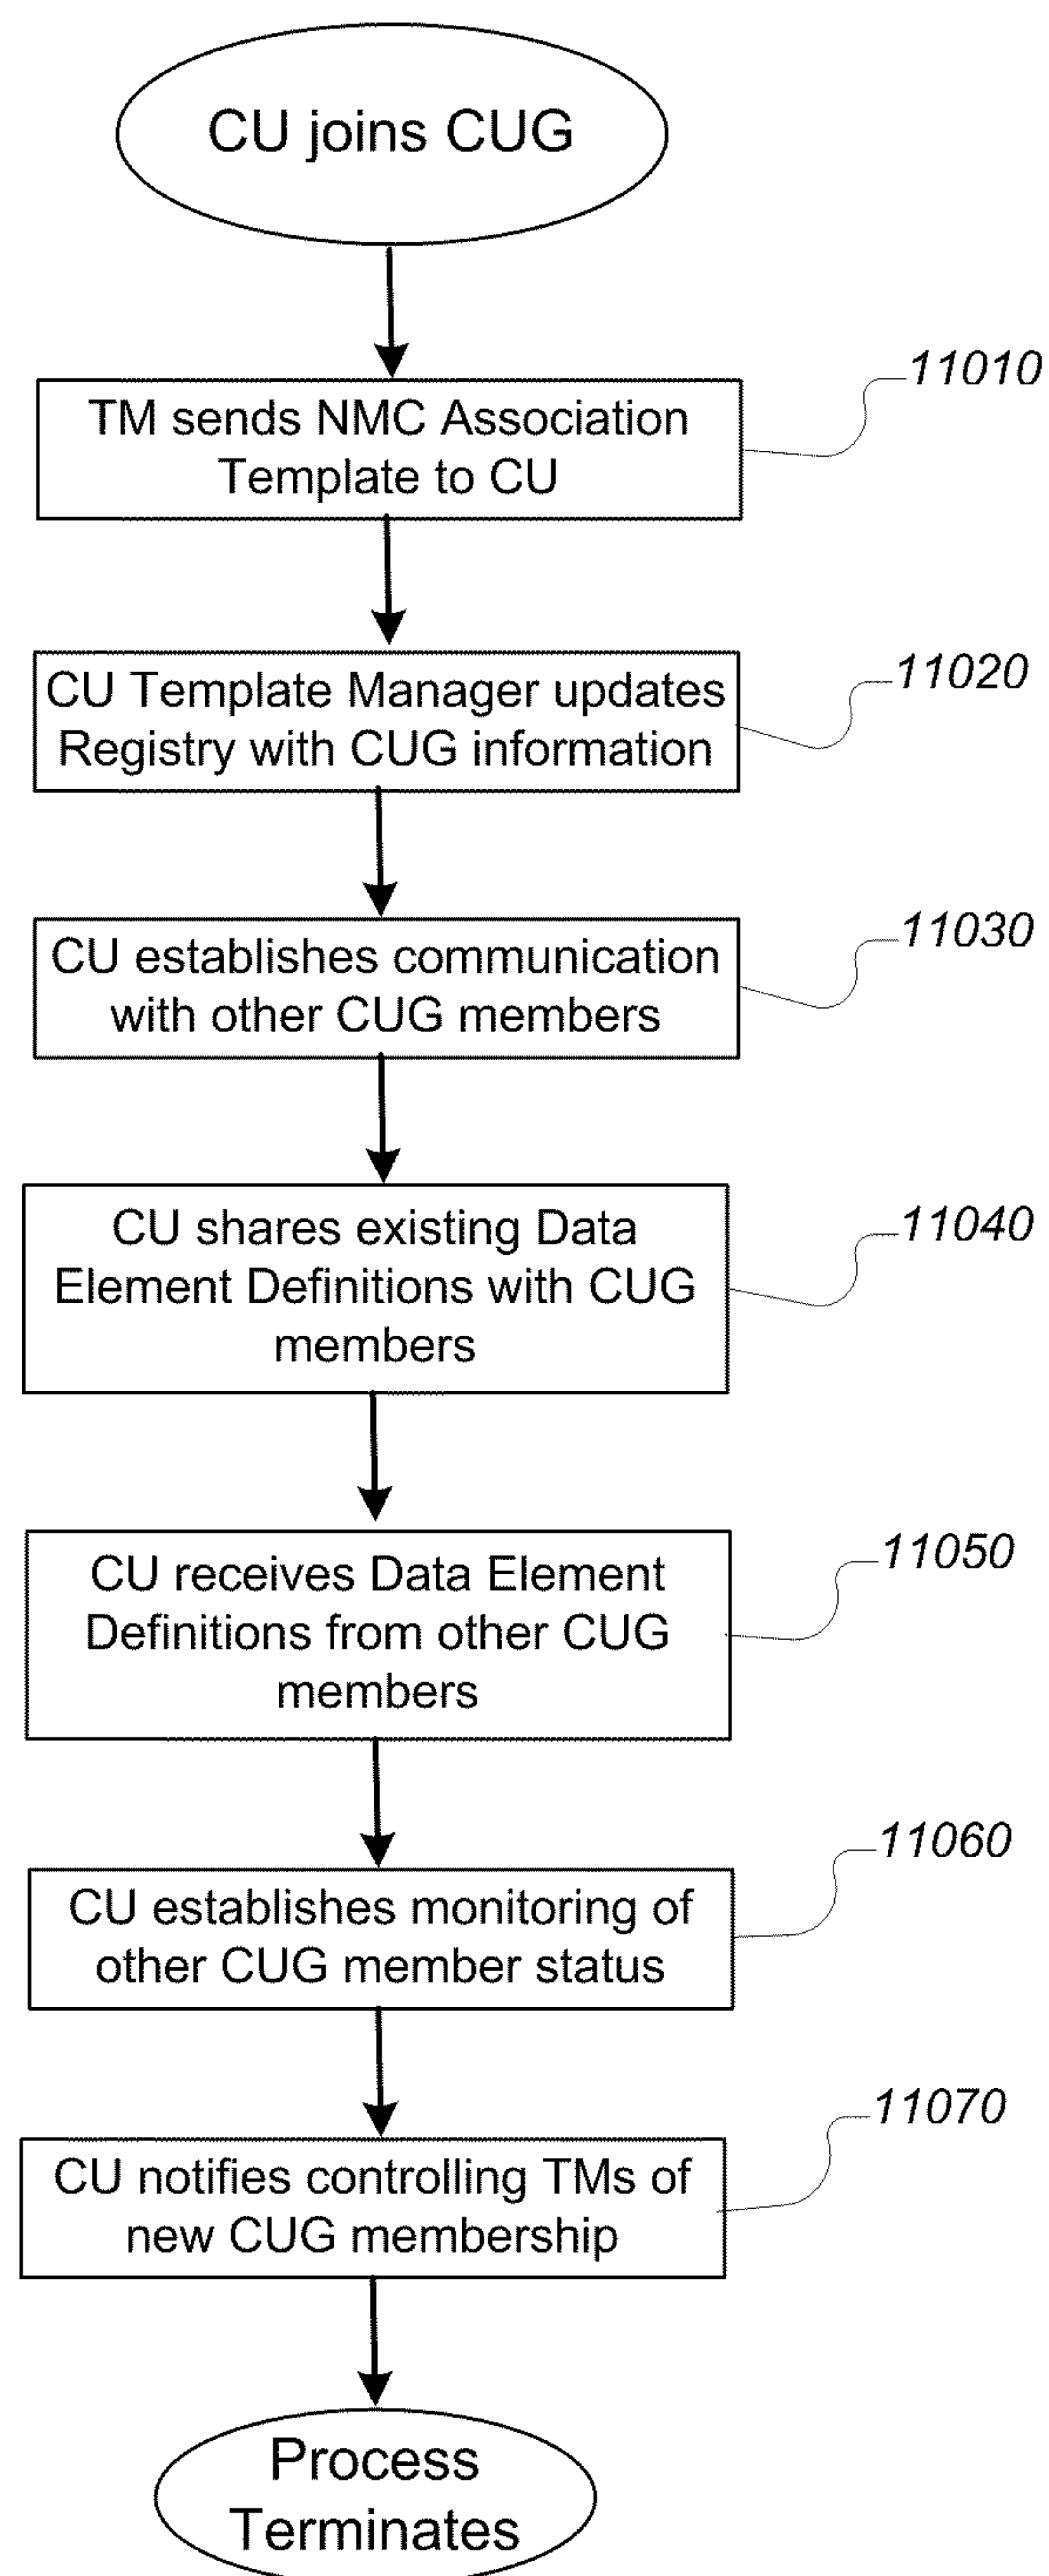 CU joins CUG
11010
TM sends NMC Association
Template to CU
11020
CU Template Manager updates
Registry with CUG information
11030
CU establishes communication
with other CUG members
11040
CU shares existing Data
Element Definitions with CUG
members
11050
CU receives Data Element
Definitions from other CUG
members
11060
CU establishes monitoring of
other CUG member status
11070
CU notifies controlling TMs of
new CUG membership
Process
Terminates